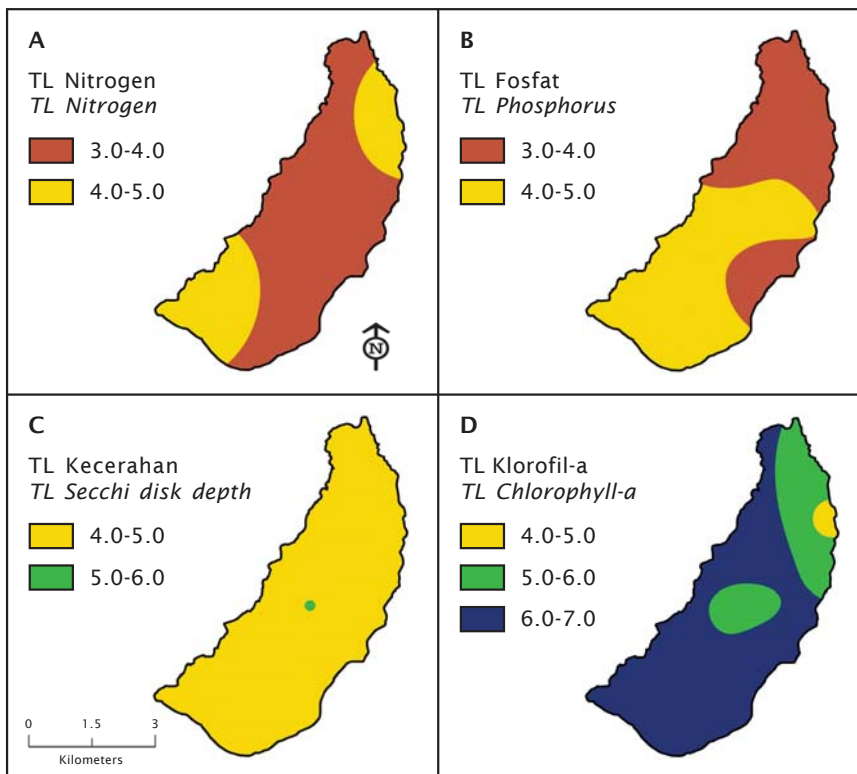 A
TL Nitrogen
TL Nitrogen
3.0-4.0
4.0-5.0
N
B
TL Fosfat
TL Phosphorus
3.0-4.0
4.0-5.0
C
TL Kecerahan
TL Secchi disk depth
4.0-5.0
5.0-6.0
0 1.5 3
Kilometers
D
TL Klorofil-a
TL Chlorophyll-a
4.0-5.0
5.0-6.0
6.0-7.0